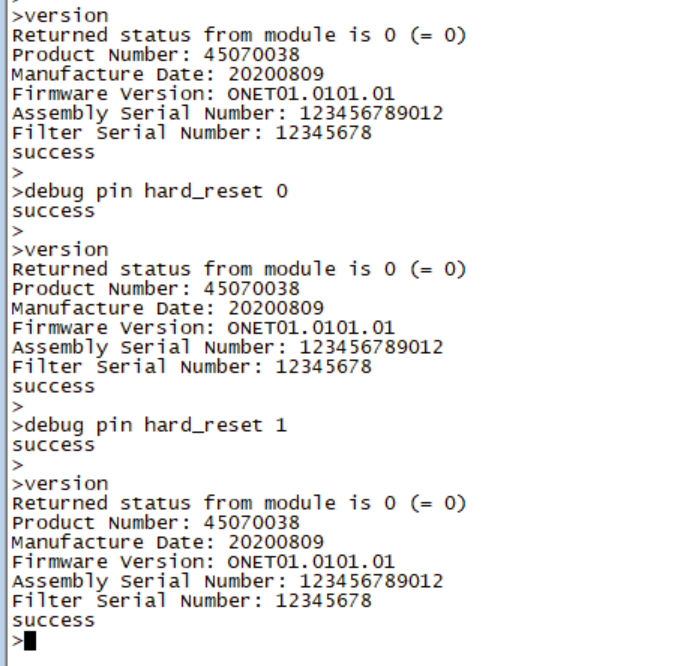 >version
Returned status from module is 0 (= 0)
Product Number: 45070038
Manufacture Date: 20200809
Firmware Version: ONET01.0101.01
Assembly Serial Number: 123456789012
Filter Serial Number: 12345678
success
>
>debug pin hard_reset 0
success
>
>version
Returned status from module is 0 (= 0)
Product Number: 45070038
Manufacture Date: 20200809
Firmware Version: ONET01.0101.01
Assembly Serial Number: 123456789012
Filter Serial Number: 12345678
success
>
>debug pin hard_reset 1
success
>
>version
Returned status from module is 0 (= 0)
Product Number: 45070038
Manufacture Date: 20200809
Firmware Version: ONET01.0101.01
Assembly Serial Number: 123456789012
Filter Serial Number: 12345678
success
>